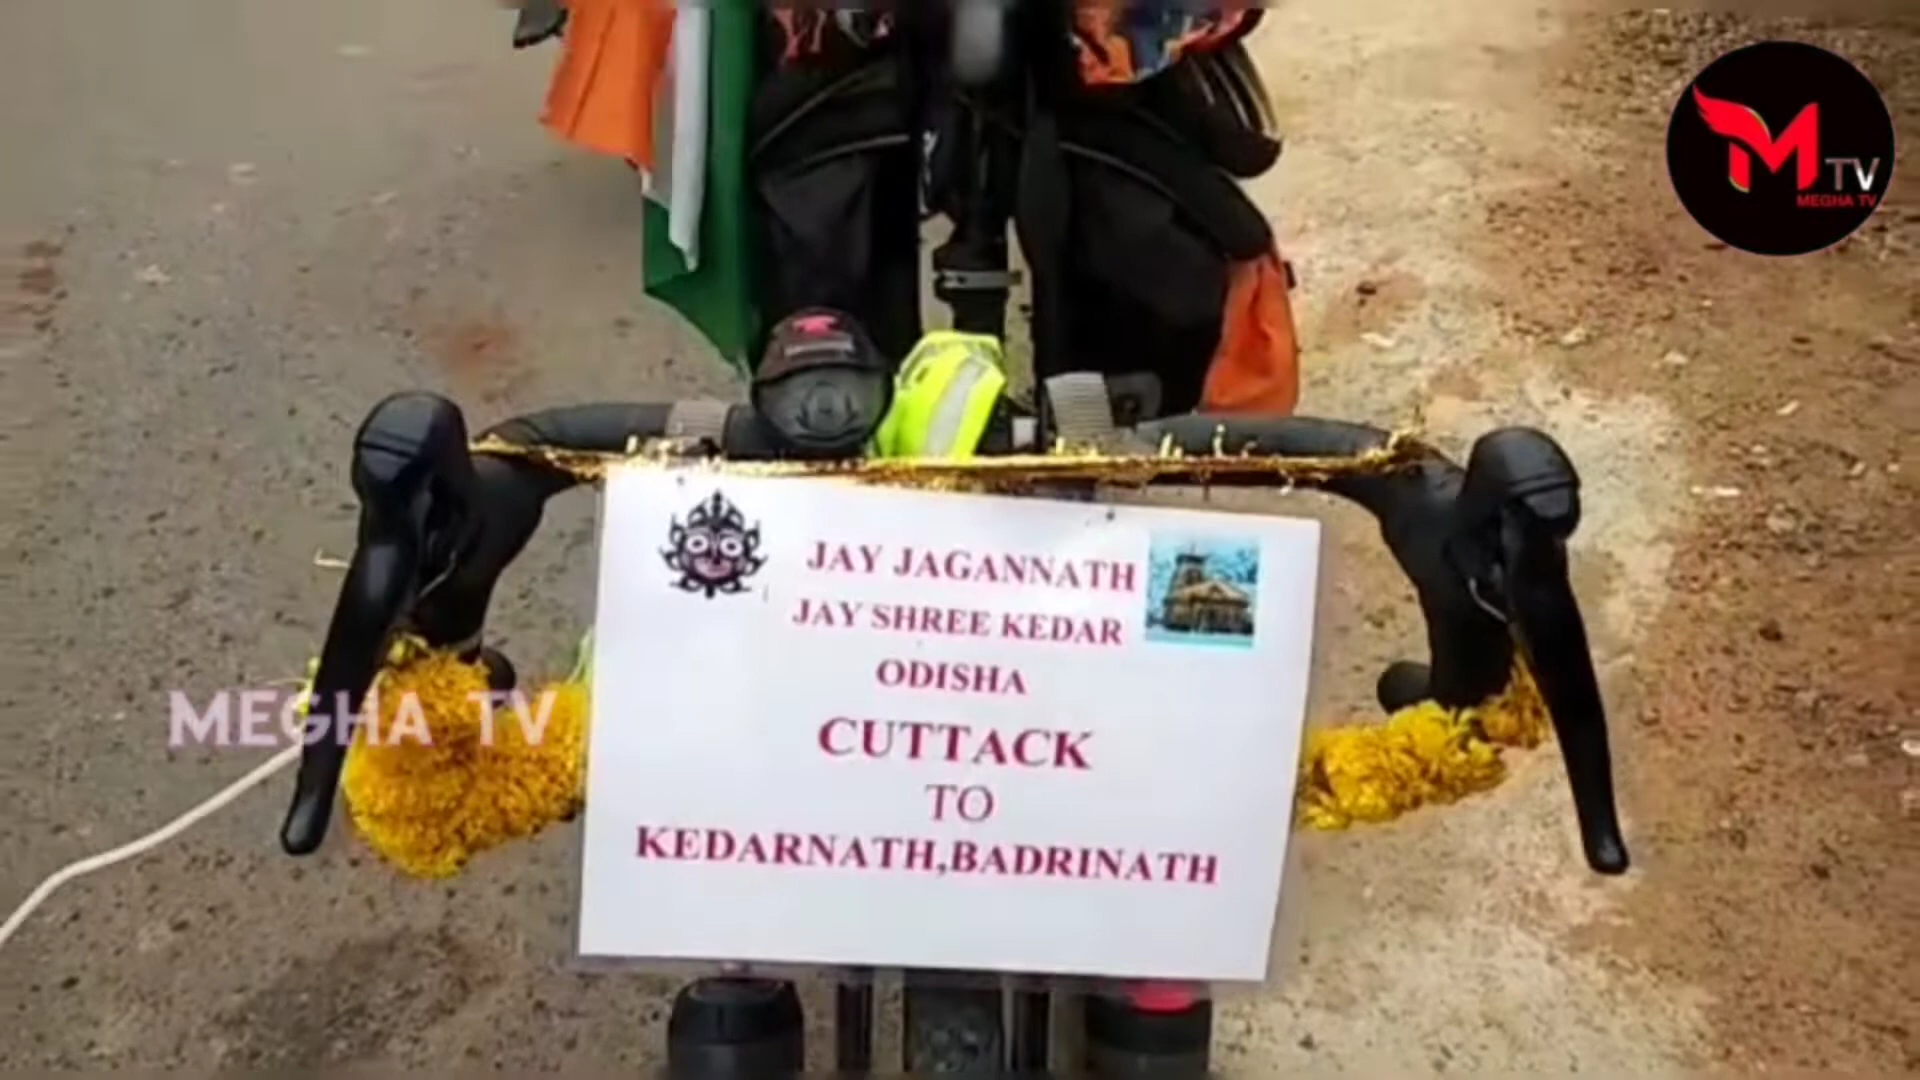 M TV
MEGHA TV
JAY JAGANNATH
JAY SHREE KEDAR
ODISHA
CUTTACK
TO
KEDARNATH,BADRINATH
MEGHA TV